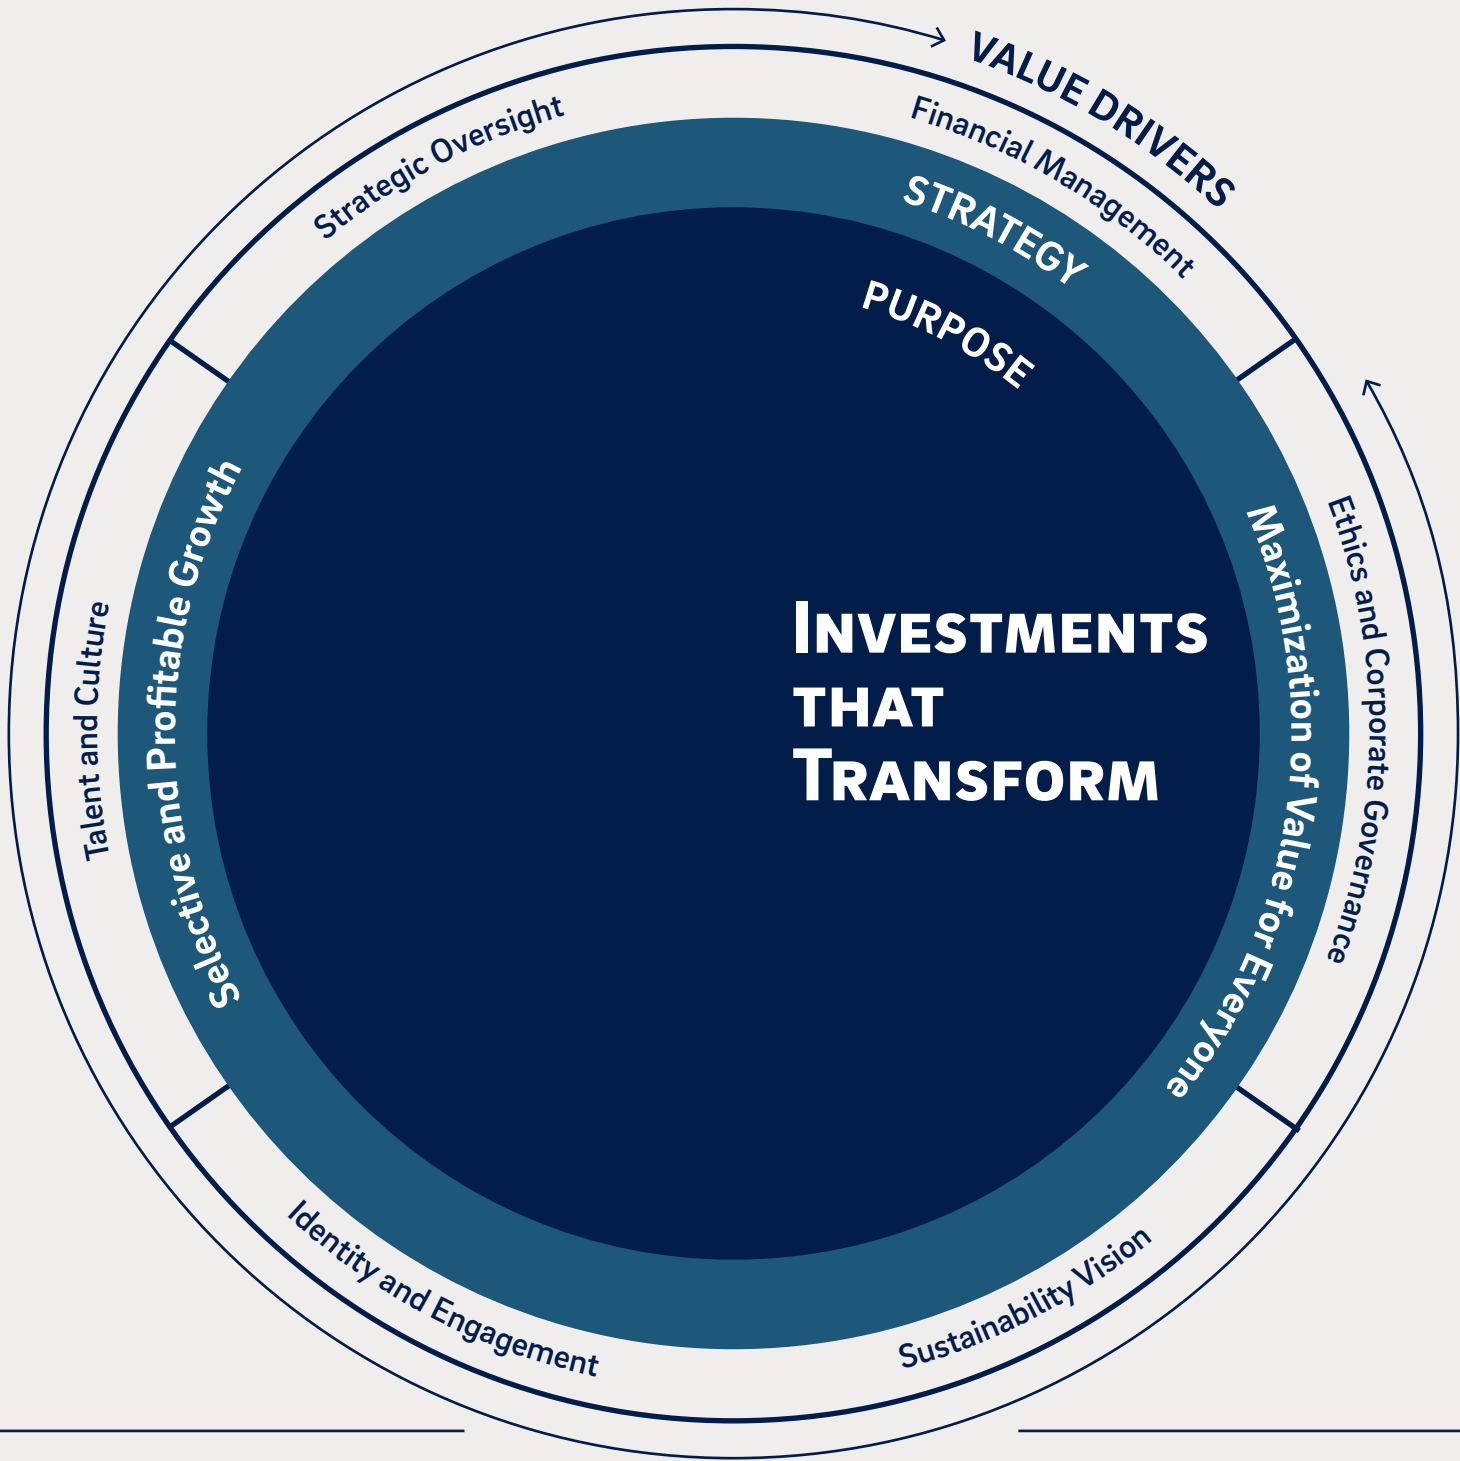 VALUE DRIVERS
Strategic Oversight
Financial Management
STRATEGY
PURPOSE
Selective and Profitable Growth
Talent and Culture
Investments
that
Transform
Maximization of Value for Everyone
Ethics and Corporate Governance
Identity and Engagement
Sustainability Vision